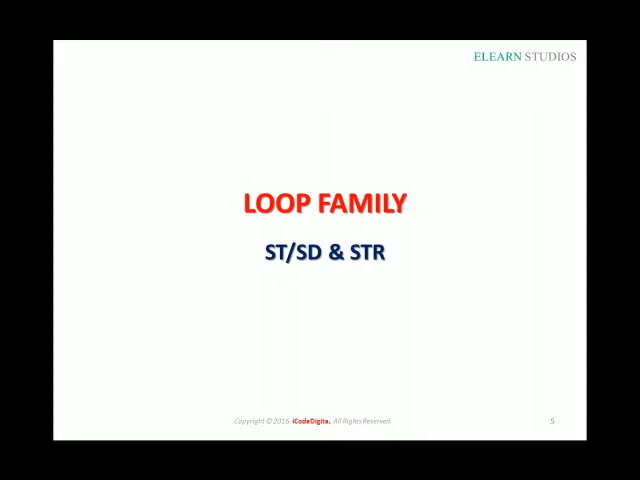 ELEARN STUDIOS
LOOP FAMILY
ST/SD & STR
Copyright © 2016. iCodeDigita. All Rights Reserved.
5